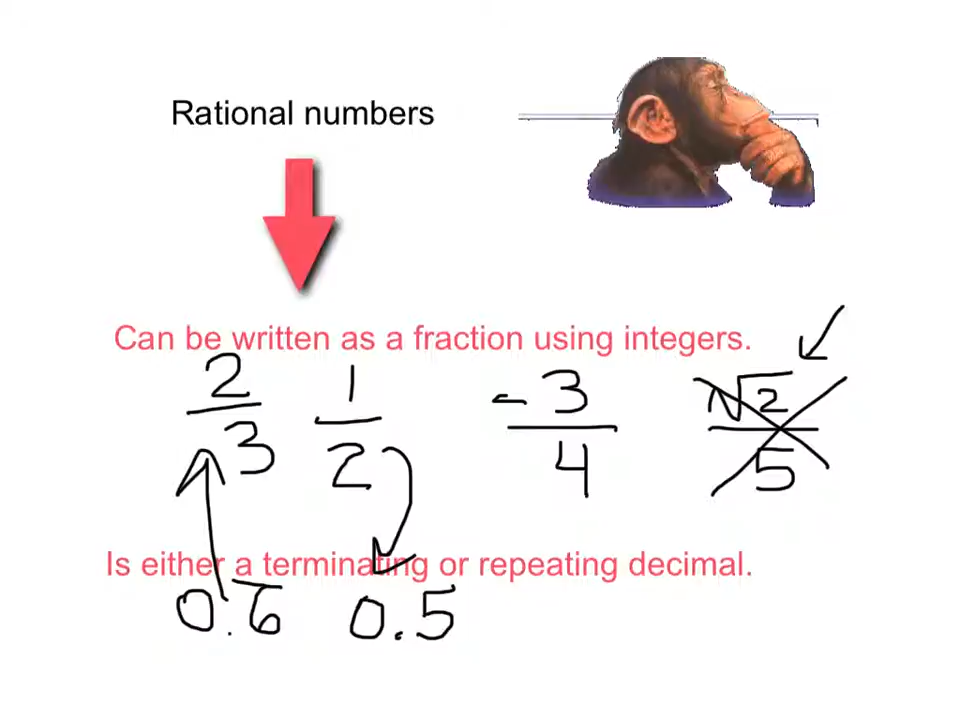 Rational numbers
Can be written as a fraction using integers.
2/3 1/2 -3/4 √2/5
Is either a terminating or repeating decimal.
0.6̅ 0.5